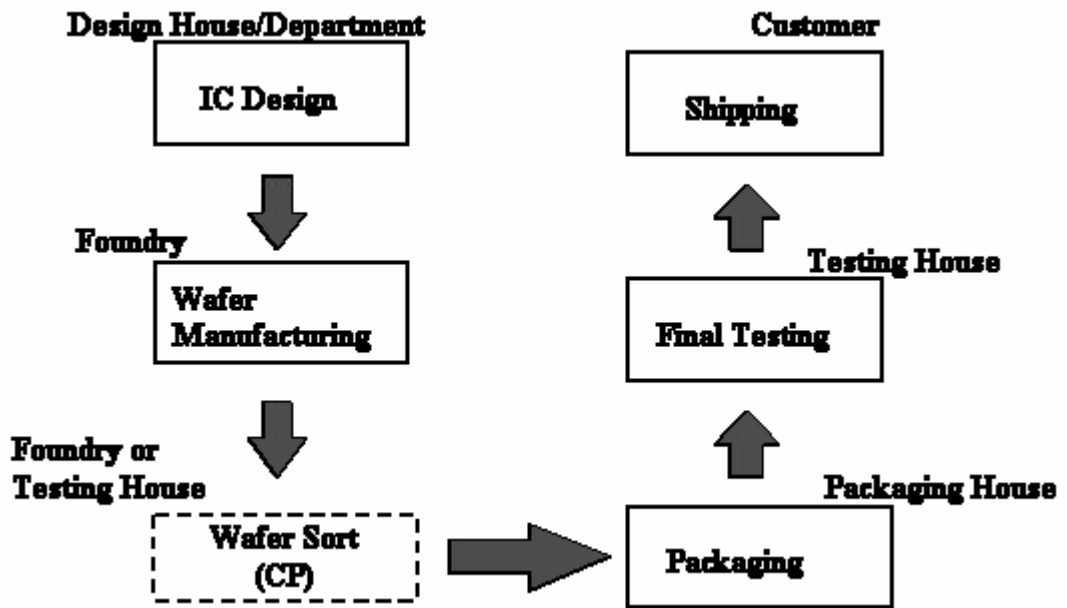 Design House/Department
IC Design
Foundry
Wafer
Manufacturing
Foundry or
Testing House
Wafer Sort
(CP)
Customer
Shipping
Testing House
Final Testing
Packaging House
Packaging